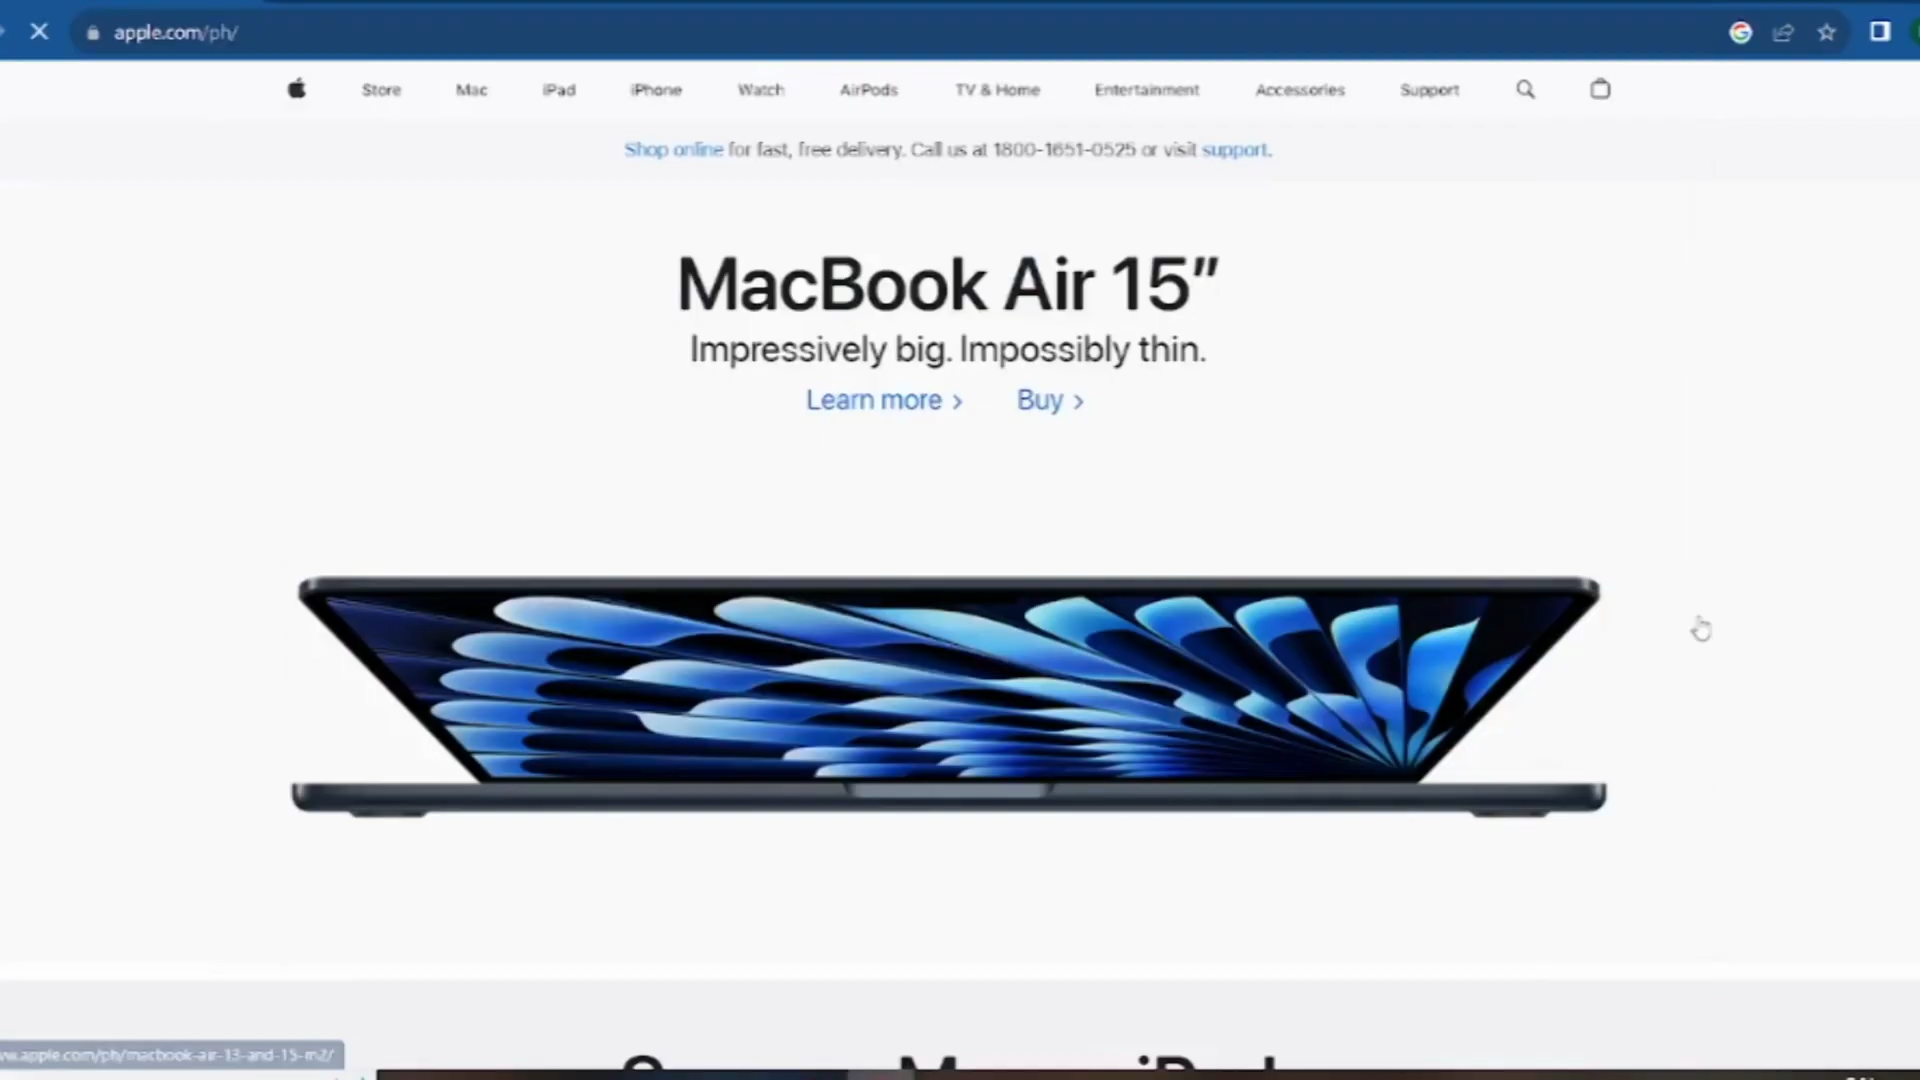 apple.com/ph/
Store Mac iPad iPhone Watch AirPods TV & Home Entertainment Accessories Support
Shop online for fast, free delivery. Call us at 1800-1651-0525 or visit support.
MacBook Air 15”
Impressively big. Impossibly thin.
Learn more > Buy >
ww.apple.com/ph/macbook-air-13-and-15-m2/